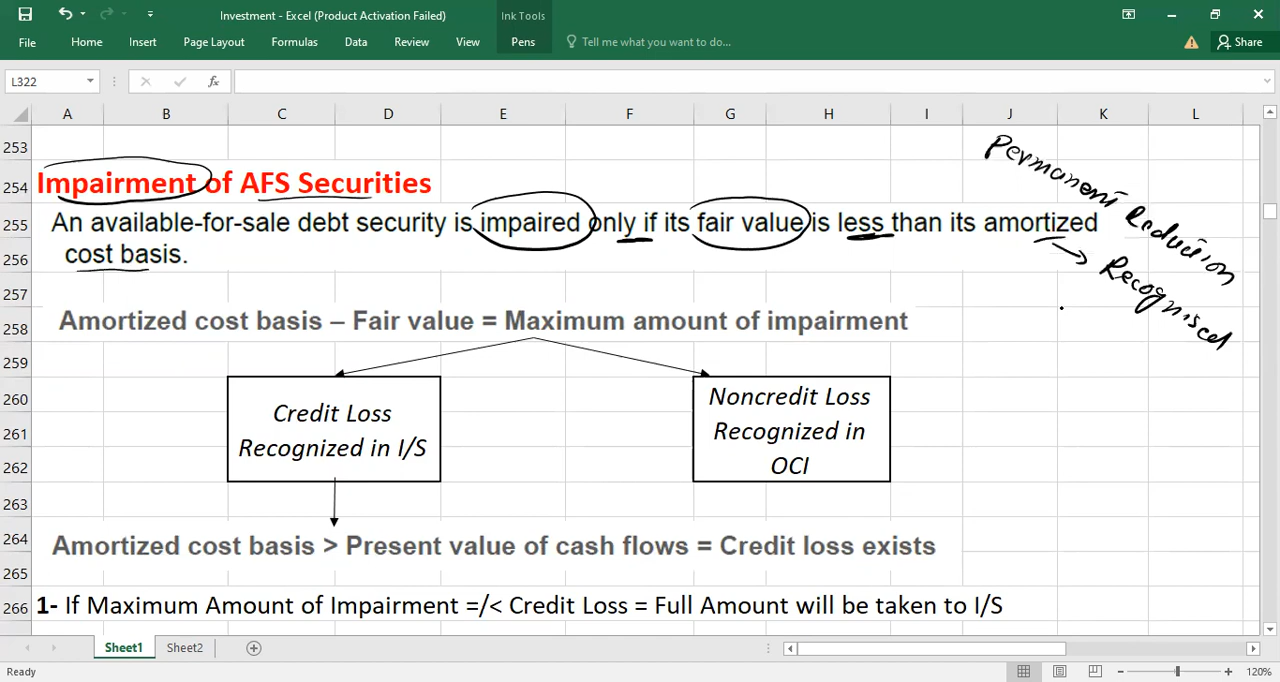 Investment - Excel (Product Activation Failed)
Ink Tools
File Home Insert Page Layout Formulas Data Review View Pens Tell me what you want to do... Share
L322 fx
A B C D E F G H I J K L
253
254 Impairment of AFS Securities
255 An available-for-sale debt security is impaired only if its fair value is less than its amortized
256 cost basis.
Permanent Reduction
→ Recognised
257
258 Amortized cost basis – Fair value = Maximum amount of impairment
259
260 Credit Loss
261 Recognized in I/S
262
Noncredit Loss
Recognized in
OCI
263
264 Amortized cost basis > Present value of cash flows = Credit loss exists
265
266 1- If Maximum Amount of Impairment =/< Credit Loss = Full Amount will be taken to I/S
Sheet1 Sheet2
Ready 120%